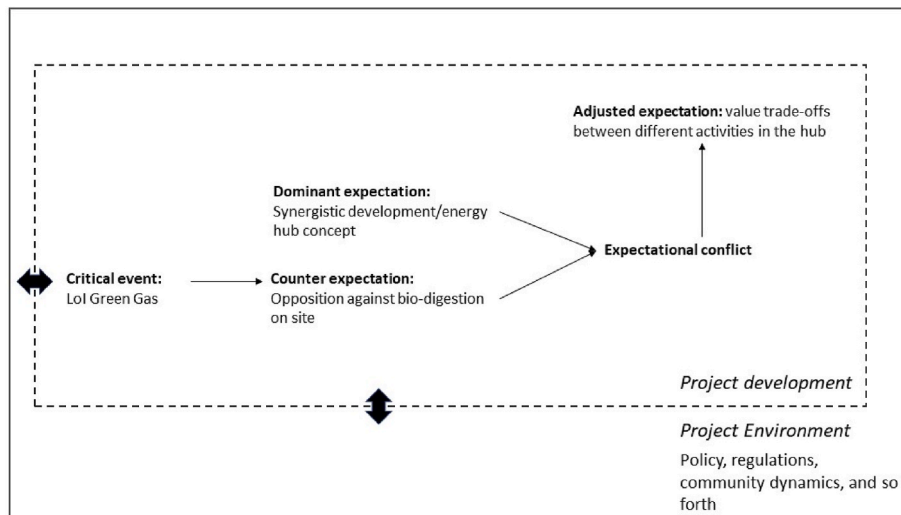 Adjusted expectation: value trade-offs
between different activities in the hub
Dominant expectation:
Synergistic development/energy
hub concept
Expectational conflict
Critical event:
LoI Green Gas
Counter expectation:
Opposition against bio-digestion
on site
Project development
Project Environment
Policy, regulations,
community dynamics, and so
forth